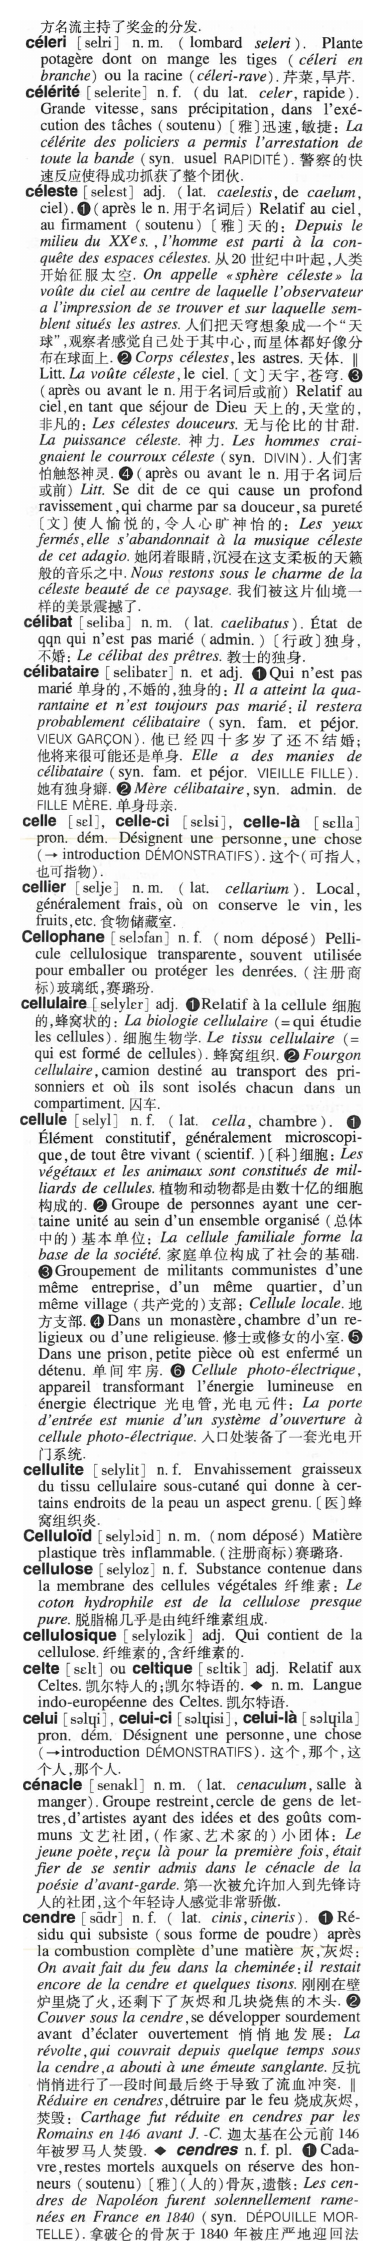 方名流主持了奖金的分发.
céleri [selri] n. m. ( lombard seleri ). Plante
potagère dont on mange les tiges ( céleri en
branche) ou la racine (céleri-rave). 芹菜,旱芹.
célérité [selerite] n. f. ( du lat. celer, rapide).
Grande vitesse, sans précipitation, dans l'exé-
cution des tâches (soutenu) 〔雅〕迅速,敏捷: La
célérité des policiers a permis l'arrestation de
toute la bande (syn. usuel RAPIDITÉ). 警察的快
速反应使得成功抓获了整个团伙.
céleste [selɛst] adj. ( lat. caelestis, de caelum,
ciel). ❶ (après le n. 用于名词后) Relatif au ciel,
au firmament ( soutenu) 〔雅〕天的: Depuis le
milieu du XXᵉ s. , l'homme est parti à la con-
quête des espaces célestes. 从 20 世纪中叶起,人类
开始征服太空. On appelle «sphère céleste» la
voûte du ciel au centre de laquelle l'observateur
a l'impression de se trouver et sur laquelle sem-
blent situés les astres. 人们把天穹想象成一个“天
球”,观察者感觉自己处于其中心,而星体都好像分
布在球面上. ❷ Corps célestes, les astres. 天体. ‖
Litt. La voûte céleste, le ciel. 〔文〕天宇,苍穹. ❸
(après ou avant le n. 用于名词后或前) Relatif au
ciel,en tant que séjour de Dieu 天上的,天堂的,
非凡的: Les célestes douceurs. 无与伦比的甘甜.
La puissance céleste. 神力. Les hommes crai-
gnaient le courroux céleste ( syn. DIVIN). 人们害
怕触怒神灵. ❹ (après ou avant le n. 用于名词后
或前) Litt. Se dit de ce qui cause un profond
ravissement,qui charme par sa douceur,sa pureté
〔文〕使人愉悦的,令人心旷神怡的: Les yeux
fermés,elle s'abandonnait à la musique céleste
de cet adagio. 她闭着眼睛,沉浸在这支柔板的天籁
般的音乐之中. Nous restons sous le charme de la
céleste beauté de ce paysage. 我们被这片仙境一
样的美景震撼了.
célibat [seliba] n. m. ( lat. caelibatus). État de
qqn qui n'est pas marié (admin. ) 〔行政〕独身,
不婚: Le célibat des prêtres. 教士的独身.
célibataire [selibatɛr] n. et adj. ❶ Qui n'est pas
marié 单身的,不婚的,独身的: Il a atteint la qua-
rantaine et n'est toujours pas marié; il restera
probablement célibataire ( syn. fam. et péjor.
VIEUX GARÇON). 他已经四十多岁了还不结婚;
他将来很可能还是单身. Elle a des manies de
célibataire ( syn. fam. et péjor. VIEILLE FILLE).
她有独身癖. ❷ Mère célibataire,syn. admin. de
FILLE MÈRE. 单身母亲.
celle [sɛl], celle-ci [sɛlsi], celle-là [sɛlla]
pron. dém. Désignent une personne,une chose
(→ introduction DÉMONSTRATIFS). 这个(可指人,
也可指物).
cellier [selje] n. m. ( lat. cellarium). Local,
généralement frais, où on conserve le vin, les
fruits,etc. 食物储藏室.
Cellophane [selɔfan] n. f. ( nom déposé) Pelli-
cule cellulosique transparente, souvent utilisée
pour emballer ou protéger les denrées. (注册商
标)玻璃纸,赛璐玢.
cellulaire [selylɛr] adj. ❶Relatif à la cellule 细胞
的,蜂窝状的: La biologie cellulaire (=qui étudie
les cellules). 细胞生物学. Le tissu cellulaire (=
qui est formé de cellules). 蜂窝组织. ❷ Fourgon
cellulaire,camion destiné au transport des pri-
sonniers et où ils sont isolés chacun dans un
compartiment. 囚车.
cellule [selyl] n. f. ( lat. cella, chambre). ❶
Élément constitutif, généralement microscopi-
que,de tout être vivant (scientif. )〔科〕细胞: Les
végétaux et les animaux sont constitués de mil-
liards de cellules. 植物和动物都是由数十亿的细胞
构成的. ❷ Groupe de personnes ayant une cer-
taine unité au sein d'un ensemble organisé (总体
中的) 基本单位: La cellule familiale forme la
base de la société. 家庭单位构成了社会的基础.
❸ Groupement de militants communistes d'une
même entreprise, d'un même quartier, d'un
même village (共产党的)支部: Cellule locale. 地
方支部. ❹ Dans un monastère,chambre d'un re-
ligieux ou d'une religieuse. 修士或修女的小室. ❺
Dans une prison,petite pièce où est enfermé un
détenu. 单间牢房. ❻ Cellule photo-électrique,
appareil transformant l'énergie lumineuse en
énergie électrique 光电管,光电元件: La porte
d'entrée est munie d'un système d'ouverture à
cellule photo-électrique. 入口处装备了一套光电开
门系统.
cellulite [selylit] n. f. Envahissement graisseux
du tissu cellulaire sous-cutané qui donne à cer-
tains endroits de la peau un aspect grenu. 〔医〕蜂
窝组织炎.
Celluloïd [selylɔid] n. m. (nom déposé) Matière
plastique très inflammable. (注册商标)赛璐珞.
cellulose [selyloz] n. f. Substance contenue dans
la membrane des cellules végétales 纤维素: Le
coton hydrophile est de la cellulose presque
pure. 脱脂棉几乎是由纯纤维素组成.
cellulosique [selylozik] adj. Qui contient de la
cellulose. 纤维素的,含纤维素的.
celte [sɛlt] ou celtique [sɛltik] adj. Relatif aux
Celtes. 凯尔特人的;凯尔特语的. ◆ n. m. Langue
indo-européenne des Celtes. 凯尔特语.
celui [səlɥi], celui-ci [səlɥisi], celui-là [səlɥila]
pron. dém. Désignent une personne,une chose
(→introduction DÉMONSTRATIFS). 这个,那个,这
个人,那个人.
cénacle [senakl] n. m. ( lat. cenaculum, salle à
manger). Groupe restreint,cercle de gens de let-
tres,d'artistes ayant des idées et des goûts com-
muns 文艺社团,(作家、艺术家的) 小团体: Le
jeune poète,reçu là pour la première fois,était
fier de se sentir admis dans le cénacle de la
poésie d'avant-garde. 第一次被允许加入到先锋诗
人的社团,这个年轻诗人感觉非常骄傲.
cendre [sɑ̃dr] n. f. ( lat. cinis, cineris). ❶ Ré-
sidu qui subsiste (sous forme de poudre) après
la combustion complète d'une matière 灰,灰烬:
On avait fait du feu dans la cheminée:il restait
encore de la cendre et quelques tisons. 刚刚在壁
炉里烧了火,还剩下了灰烬和几块烧焦的木头. ❷
Couver sous la cendre,se développer sourdement
avant d'éclater ouvertement 悄悄地发展: La
révolte,qui couvrait depuis quelque temps sous
la cendre,a abouti à une émeute sanglante. 反抗
悄悄进行了一段时间最后终于导致了流血冲突. ‖
Réduire en cendres,détruire par le feu 烧成灰烬,
焚毁: Carthage fut réduite en cendres par les
Romains en 146 avant J. -C. 迦太基在公元前 146
年被罗马人焚毁. ◆ cendres n. f. pl. ❶ Cada-
vre,restes mortels auxquels on réserve des hon-
neurs (soutenu) 〔雅〕(人的)骨灰,遗骸: Les cen-
dres de Napoléon furent solennellement rame-
nées en France en 1840 ( syn. DÉPOUILLE MOR-
TELLE). 拿破仑的骨灰于 1840 年被庄严地迎回法